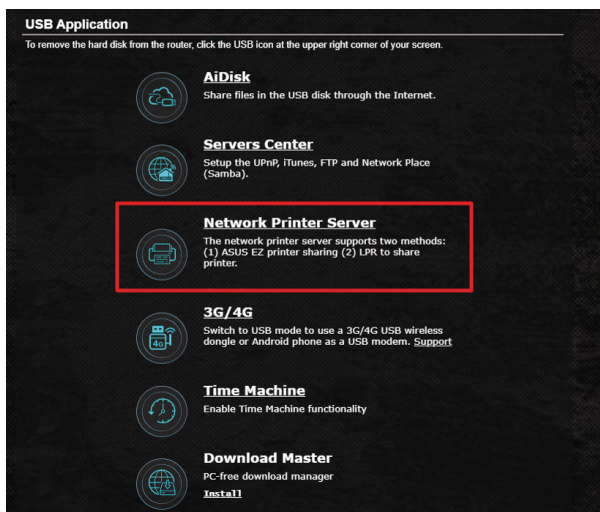 USB Application
To remove the hard disk from the router, click the USB icon at the upper right corner of your screen.
AiDisk
Share files in the USB disk through the Internet.
Servers Center
Setup the UPnP, iTunes, FTP and Network Place
(Samba).
Network Printer Server
The network printer server supports two methods:
(1) ASUS EZ printer sharing (2) LPR to share
printer.
3G/4G
Switch to USB mode to use a 3G/4G USB wireless
dongle or Android phone as a USB modem. Support
4G
Time Machine
Enable Time Machine functionality
Download Master
PC-free download manager
Install